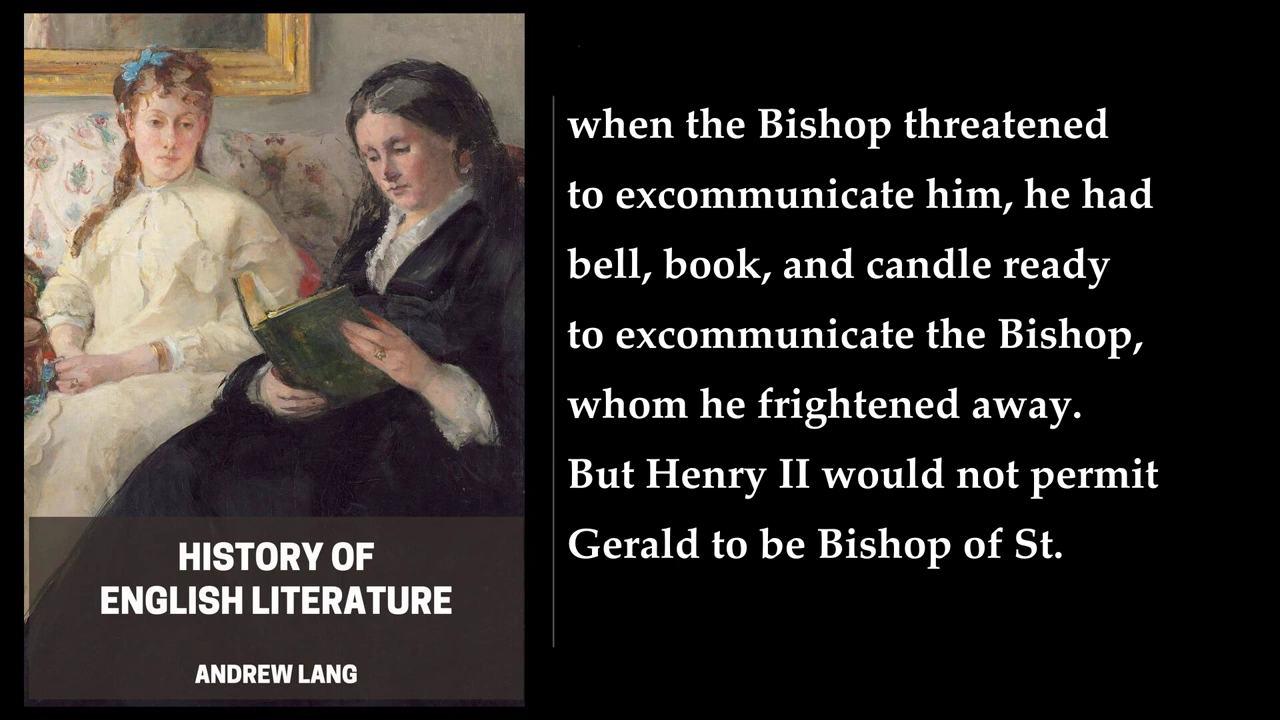 HISTORY OF
ENGLISH LITERATURE
ANDREW LANG
when the Bishop threatened
to excommunicate him, he had
bell, book, and candle ready
to excommunicate the Bishop,
whom he frightened away.
But Henry II would not permit
Gerald to be Bishop of St.